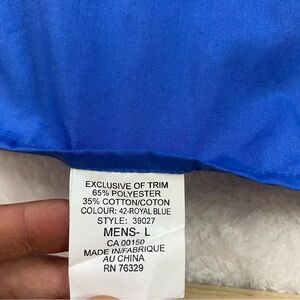 EXCLUSIVE OF TRIM
65% POLYESTER
35% COTTON/COTON
COLOUR: 42-ROYAL BLUE
STYLE: 39027
MENS- L
CA 00150
MADE IN/FABRIQUE
AU CHINA
RN 76329